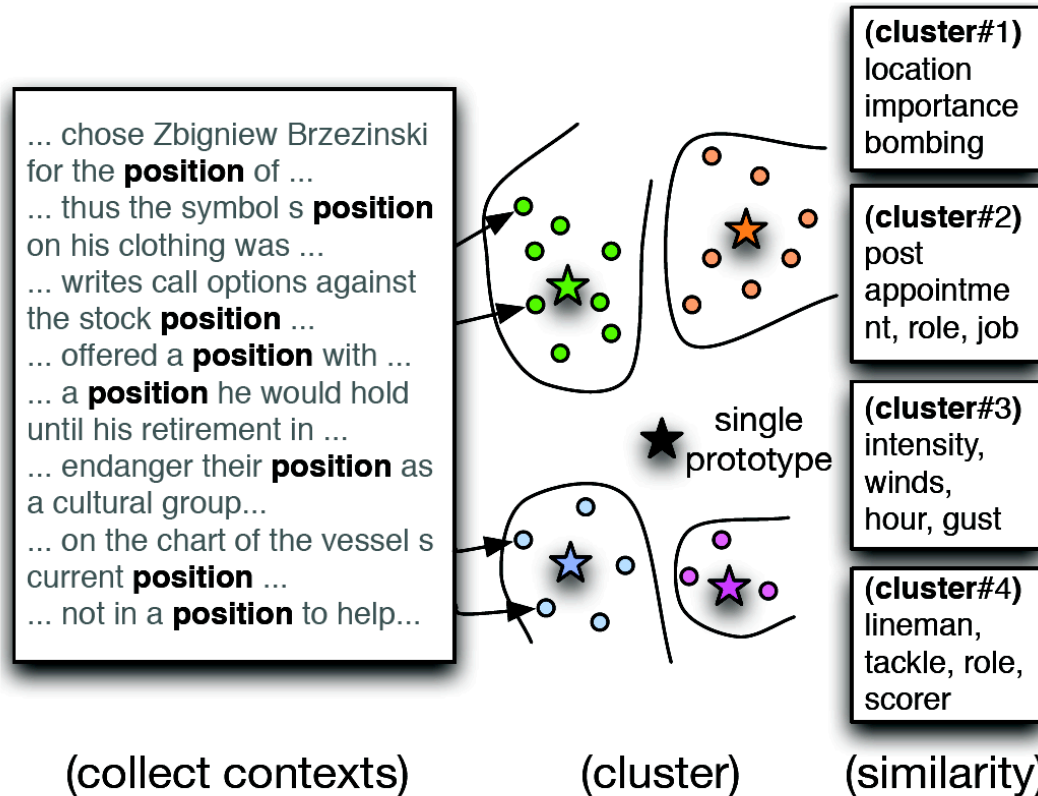 ... chose Zbigniew Brzezinski
for the position of ...
... thus the symbol s position
on his clothing was ...
... writes call options against
the stock position ...
... offered a position with ...
... a position he would hold
until his retirement in ...
... endanger their position as
a cultural group...
... on the chart of the vessel s
current position ...
... not in a position to help...
(collect contexts)
single
prototype
(cluster)
(cluster#1)
location
importance
bombing
(cluster#2)
post
appointme
nt, role, job
(cluster#3)
intensity,
winds,
hour, gust
(cluster#4)
lineman,
tackle, role,
scorer
(similarity)